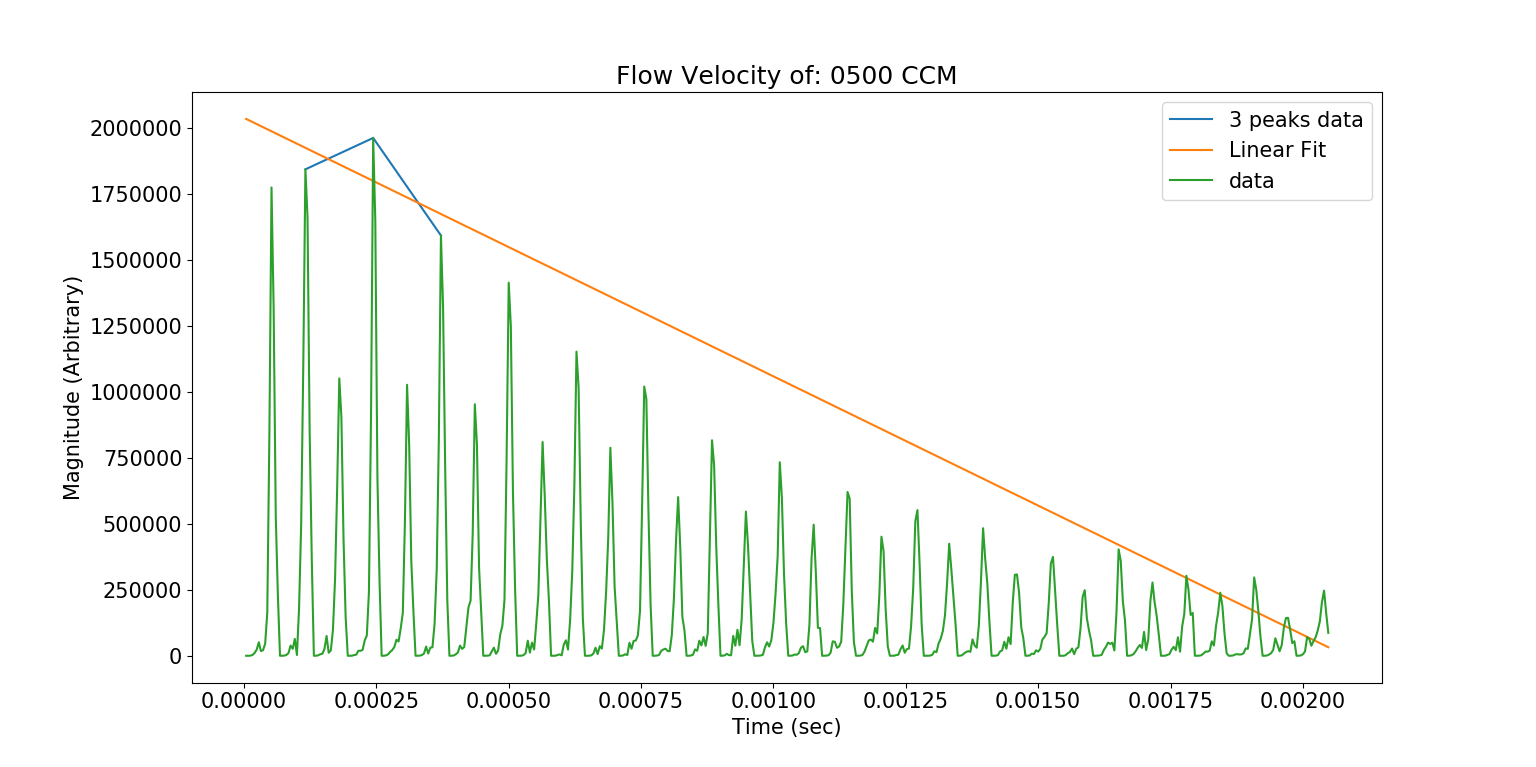 Flow Velocity of: 0500 CCM
3 peaks data
Linear Fit
data
Magnitude (Arbitrary)
2000000
1750000
1500000
1250000
1000000
750000
500000
250000
0
0.00000 0.00025 0.00050 0.00075 0.00100 0.00125 0.00150 0.00175 0.00200
Time (sec)